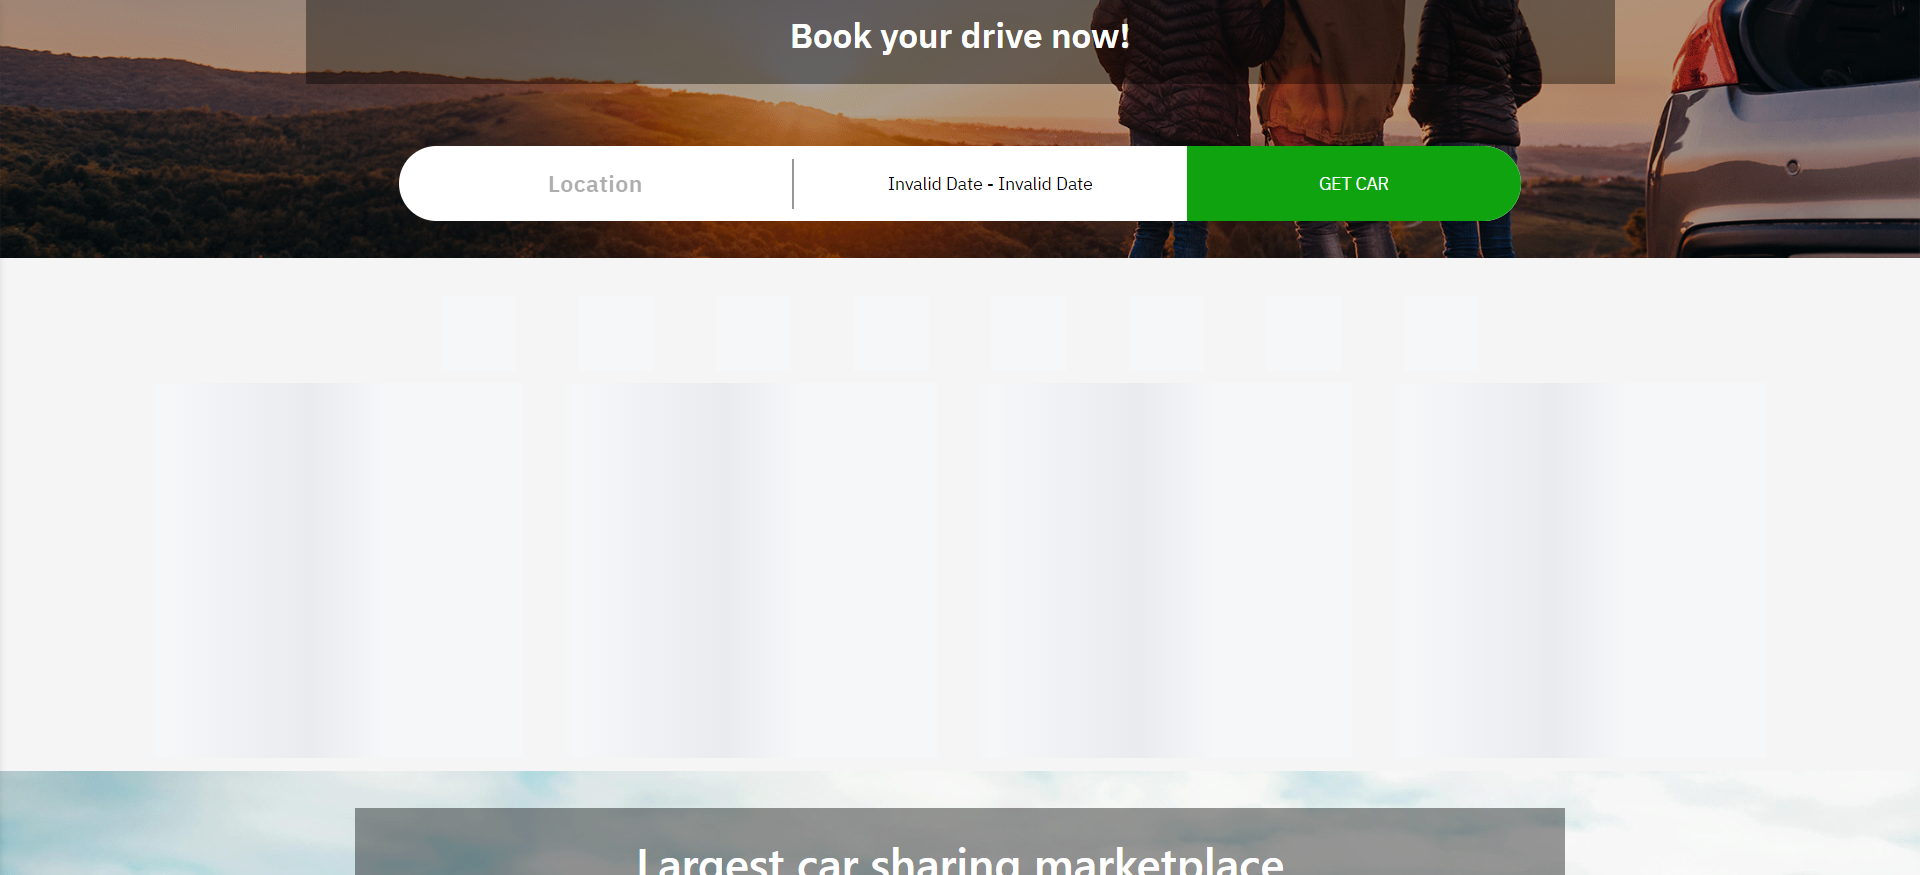 Book your drive now!
Location
Invalid Date - Invalid Date
GET CAR
Largest car sharing marketplace